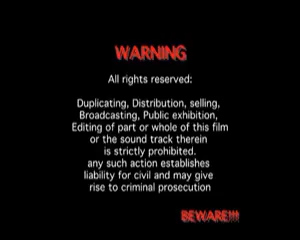 WARNING
All rights reserved:
Duplicating, Distribution, selling,
Broadcasting, Public exhibition,
Editing of part or whole of this film
or the sound track therein
is strictly prohibited.
any such action establishes
liability for civil and may give
rise to criminal prosecution
BEWARE!!!